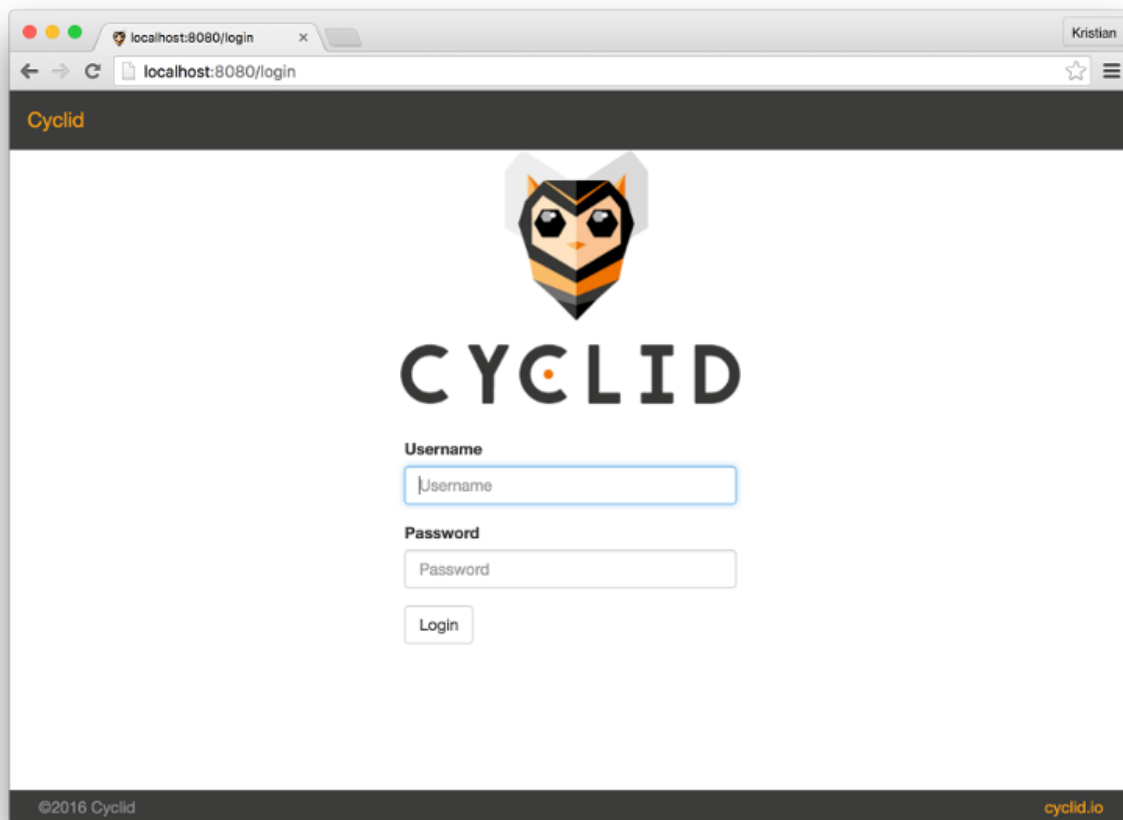 localhost:8080/login
Kristian
localhost:8080/login
Cyclid
CYCLID
Username
Username
Password
Password
Login
©2016 Cyclid
cyclid.io